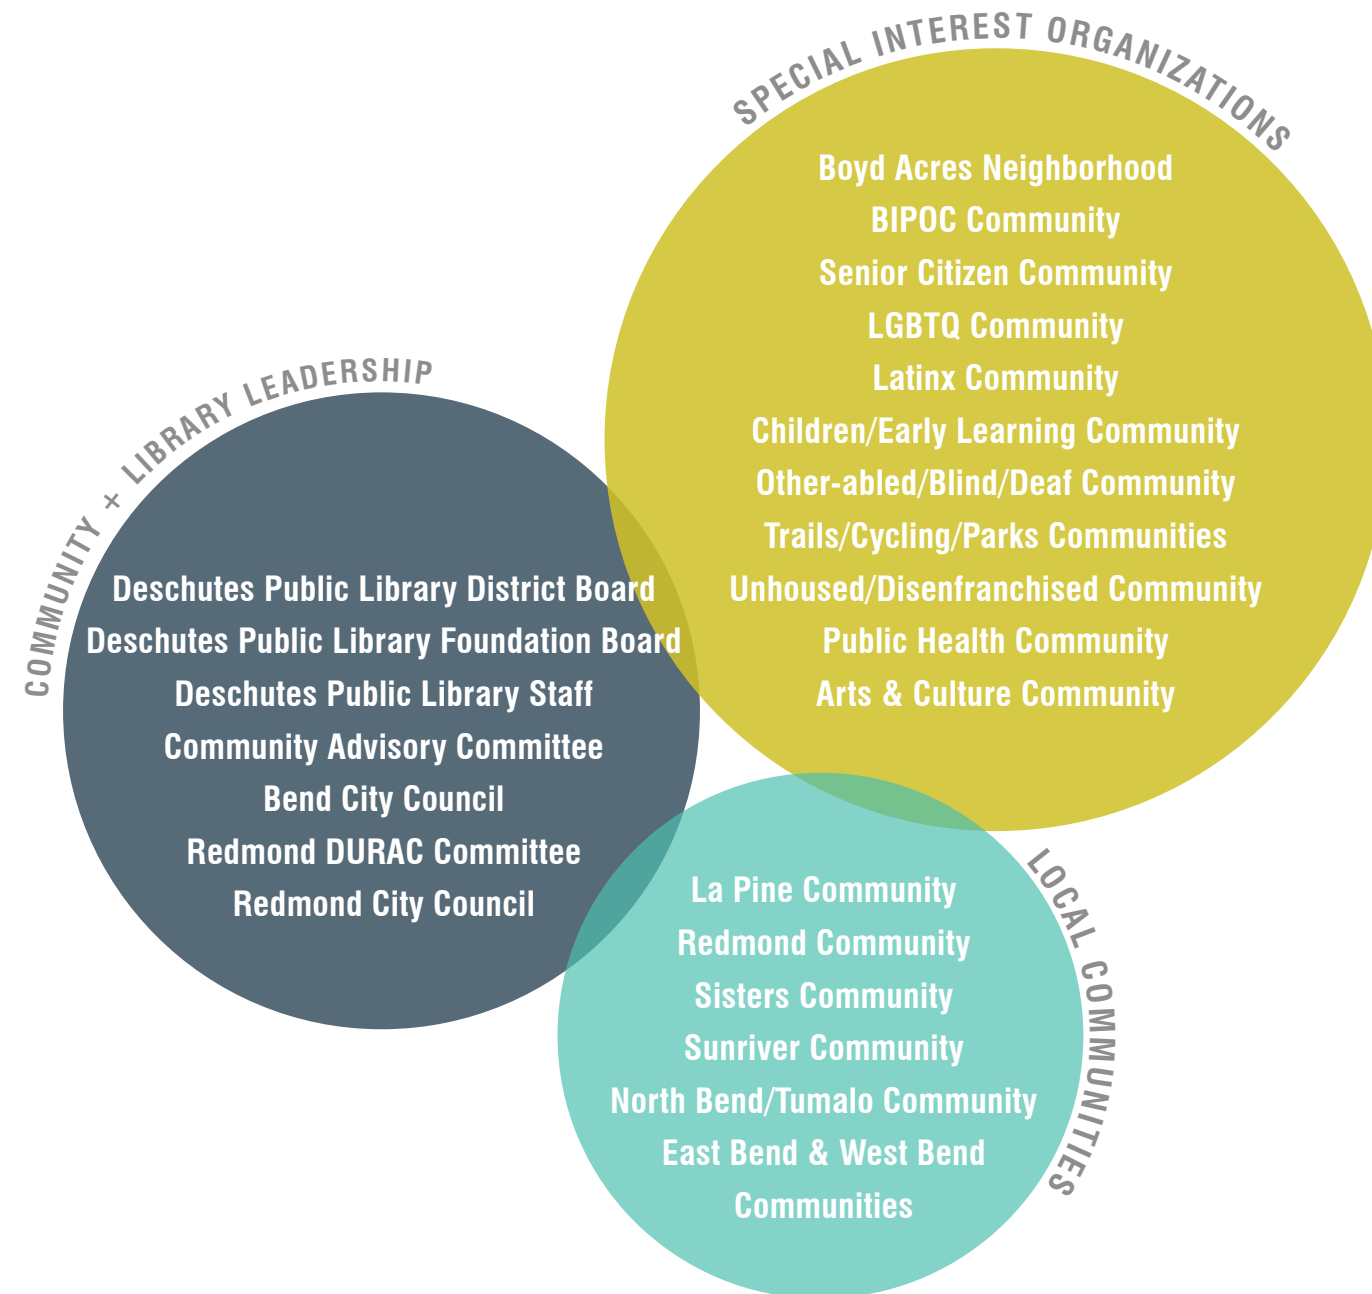 SPECIAL INTEREST ORGANIZATIONS
Boyd Acres Neighborhood
BIPOC Community
Senior Citizen Community
LGBTQ Community
Latinx Community
Children/Early Learning Community
Other-abled/Blind/Deaf Community
Trails/Cycling/Parks Communities
Unhoused/Disenfranchised Community
Public Health Community
Arts & Culture Community
COMMUNITY + LIBRARY LEADERSHIP
Deschutes Public Library District Board
Deschutes Public Library Foundation Board
Deschutes Public Library Staff
Community Advisory Committee
Bend City Council
Redmond DURAC Committee
Redmond City Council
LOCAL COMMUNITIES
La Pine Community
Redmond Community
Sisters Community
Sunriver Community
North Bend/Tumalo Community
East Bend & West Bend
Communities